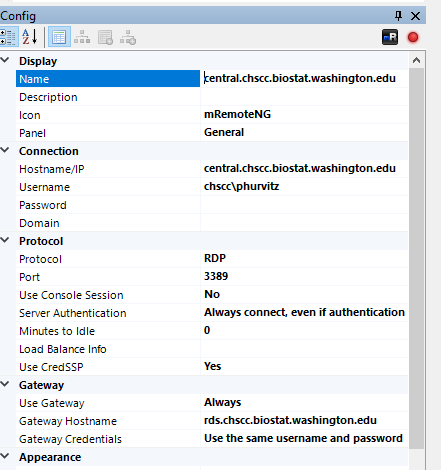 Config
Display
Name central.chscc.biostat.washington.edu
Description
Icon mRemoteNG
Panel General
Connection
Hostname/IP central.chscc.biostat.washington.edu
Username chscc\phurvitz
Password
Domain
Protocol
Protocol RDP
Port 3389
Use Console Session No
Server Authentication Always connect, even if authentication
Minutes to Idle 0
Load Balance Info
Use CredSSP Yes
Gateway
Use Gateway Always
Gateway Hostname rds.chscc.biostat.washington.edu
Gateway Credentials Use the same username and password
Appearance